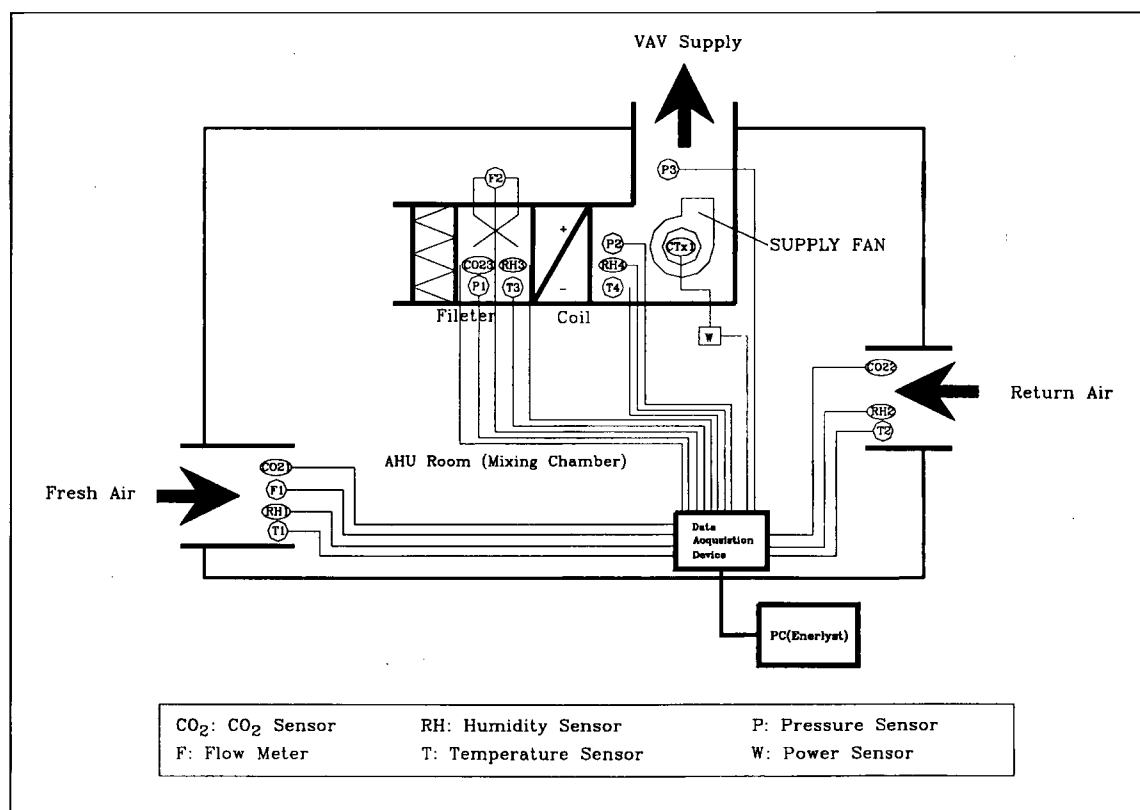 VAV Supply
P3
F2
SUPPLY FAN
CTx1
P2
CO23
RH3
RH4
P1
T3
T4
Fileter
Coil
+
-
W
CO22
Return Air
RH2
T2
AHU Room (Mixing Chamber)
CO21
Fresh Air
F1
RH1
T1
Data
Aoqusistion
Device
PC(Enerlyst)
CO₂: CO₂ Sensor RH: Humidity Sensor P: Pressure Sensor
F: Flow Meter T: Temperature Sensor W: Power Sensor